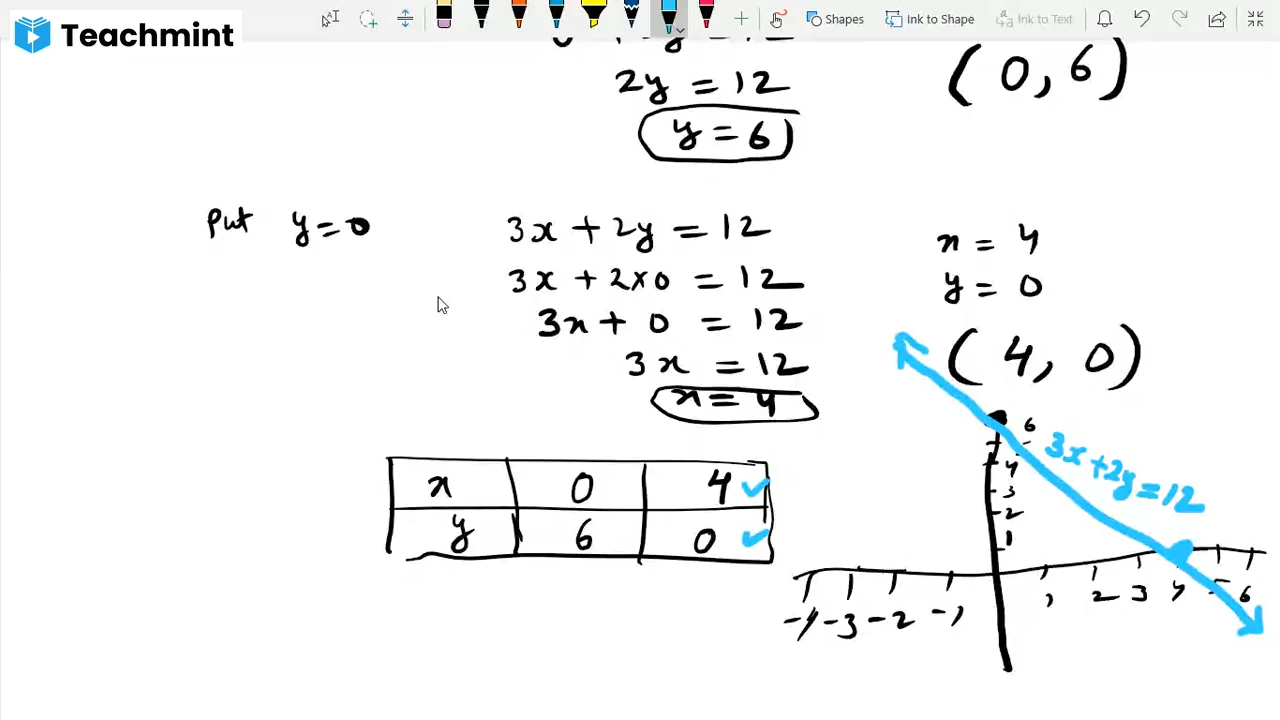 Teachmint
Shapes
Ink to Shape
Ink to Text
2y = 12
y = 6
(0, 6)
Put y = 0
3x + 2y = 12
3x + 2×0 = 12
3x + 0 = 12
3x = 12
x = 4
x = 4
y = 0
(4, 0)
x 0 4
y 6 0
3x+2y=12
6
4
3
2
1
-4 -3 -2 -1 1 2 3 4 5 6